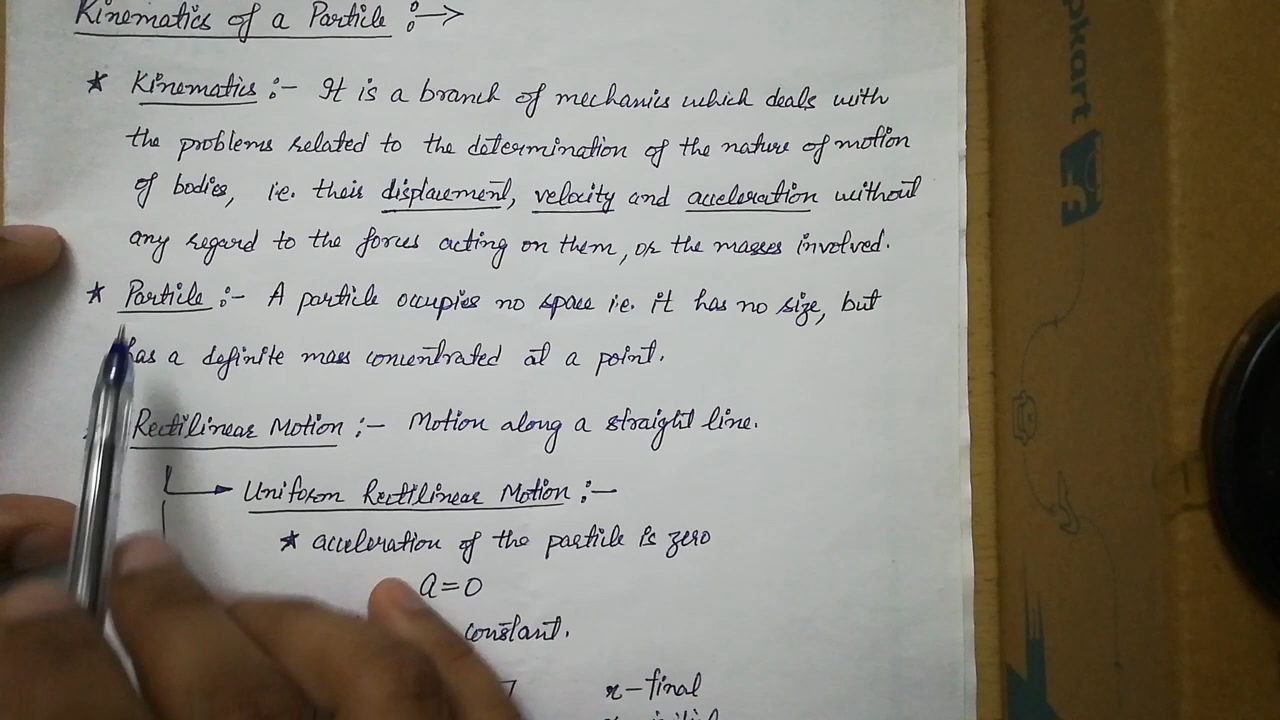 Kinematics of a Particle :→
* Kinematics :- It is a branch of mechanics which deals with
the problems related to the determination of the nature of motion
of bodies, i.e. their displacement, velocity and acceleration without
any regard to the forces acting on them, or the masses involved.
* Particle :- A particle occupies no space i.e. it has no size, but
has a definite mass concentrated at a point.
Rectilinear Motion :- Motion along a straight line.
→ Uniform Rectilinear Motion :-
* acceleration of the particle is zero
a=0
constant.
x-final
pkart